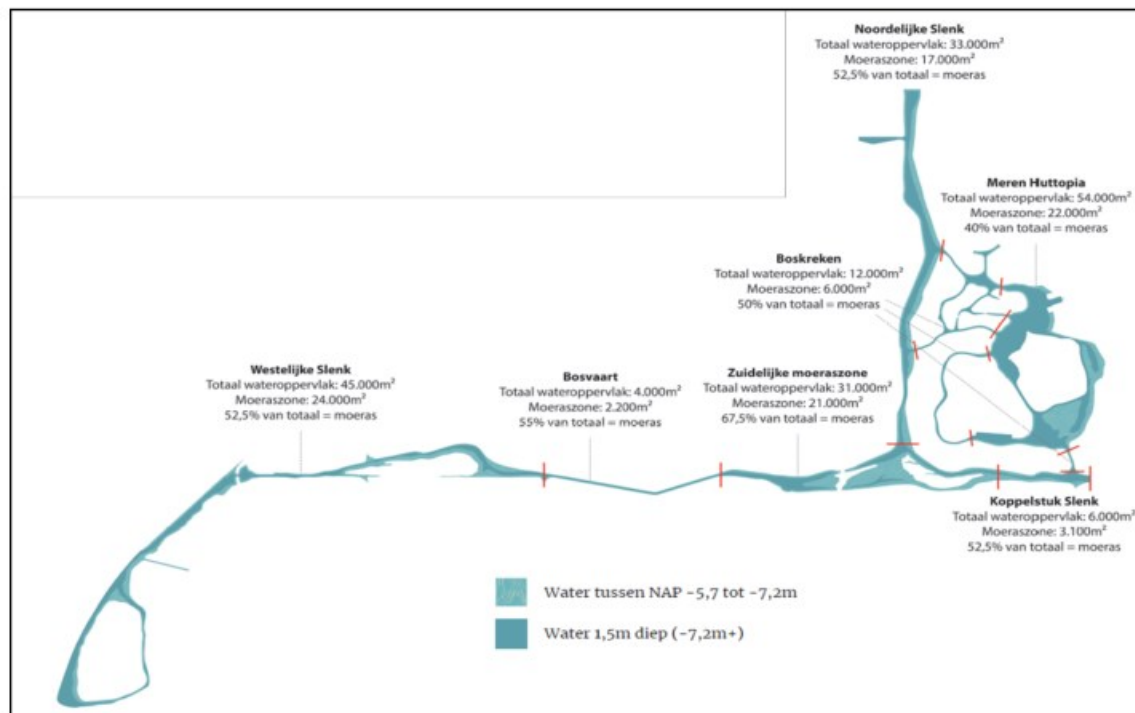 Noordelijke Slenk
Totaal wateroppervlak: 33.000m²
Moeraszone: 17.000m²
52,5% van totaal = moeras
Meren Huttopia
Totaal wateroppervlak: 54.000m²
Moeraszone: 22.000m²
40% van totaal = moeras
Boskreken
Totaal wateroppervlak: 12.000m²
Moeraszone: 6.000m²
50% van totaal = moeras
Westelijke Slenk
Totaal wateroppervlak: 45.000m²
Moeraszone: 24.000m²
52,5% van totaal = moeras
Bosvaart
Totaal wateroppervlak: 4.000m²
Moeraszone: 2.200m²
55% van totaal = moeras
Zuidelijke moeraszone
Totaal wateroppervlak: 31.000m²
Moeraszone: 21.000m²
67,5% van totaal = moeras
Koppelstuk Slenk
Totaal wateroppervlak: 6.000m²
Moeraszone: 3.100m²
52,5% van totaal = moeras
Water tussen NAP -5,7 tot -7,2m
Water 1,5m diep (-7,2m+)